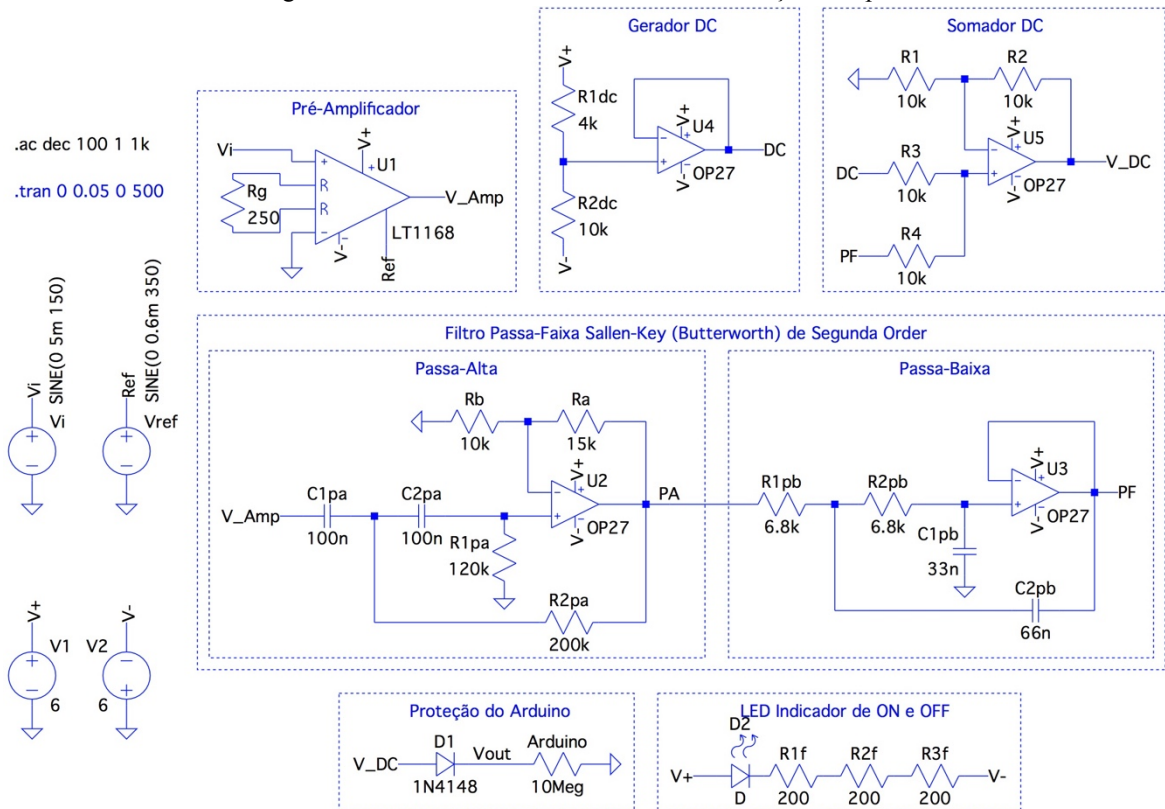 .ac dec 100 1 1k
.tran 0 0.05 0 500
Vi
SINE(0 5m 150)
Vi
Ref
SINE(0 0.6m 350)
Vref
V+
V1
6
V-
V2
6
Pré-Amplificador
Vi
V+
U1
R
R
Rg
250
V_Amp
V-
LT1168
Ref
Gerador DC
V+
R1dc
4k
V+
U4
DC
V-
OP27
R2dc
10k
V-
Somador DC
R1
10k
R2
10k
V+
U5
V_DC
DC
R3
10k
V-
OP27
PF
R4
10k
Filtro Passa-Faixa Sallen-Key (Butterworth) de Segunda Order
Passa-Alta
Rb
10k
Ra
15k
V+
U2
PA
V_Amp
C1pa
100n
C2pa
100n
V-
OP27
R1pa
120k
R2pa
200k
Passa-Baixa
R1pb
6.8k
R2pb
6.8k
V+
U3
PF
V-
OP27
C1pb
33n
C2pb
66n
Proteção do Arduino
V_DC
D1
1N4148
Vout
Arduino
10Meg
LED Indicador de ON e OFF
V+
D2
D
R1f
200
R2f
200
R3f
200
V-